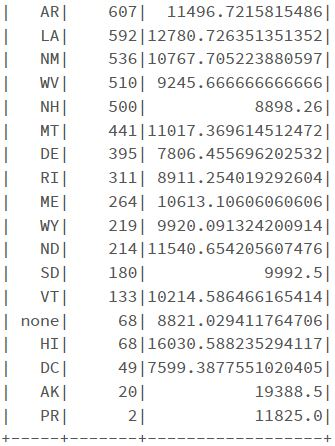 |   AR|    607|   11496.7215815486|
|   LA|    592|12780.726351351352|
|   NM|    536|10767.705223880597|
|   WV|    510| 9245.666666666666|
|   NH|    500|            8898.26|
|   MT|    441|11017.369614512472|
|   DE|    395| 7806.455696202532|
|   RI|    311| 8911.254019292604|
|   ME|    264| 10613.10606060606|
|   WY|    219| 9920.091324200914|
|   ND|    214|11540.654205607476|
|   SD|    180|             9992.5|
|   VT|    133|10214.586466165414|
| none|     68| 8821.029411764706|
|   HI|     68|16030.588235294117|
|   DC|     49|7599.3877551020405|
|   AK|     20|            19388.5|
|   PR|      2|            11825.0|
+-----+-------+------------------+